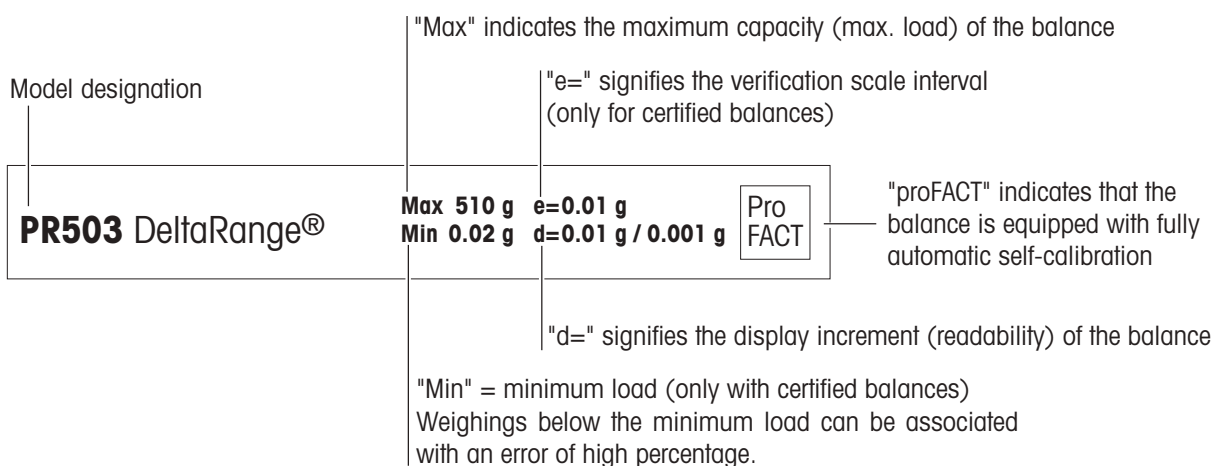 "Max" indicates the maximum capacity (max. load) of the balance
"e=" signifies the verification scale interval
(only for certified balances)
Model designation
PR503 DeltaRange®
Max 510 g e=0.01 g
Min 0.02 g d=0.01 g / 0.001 g
Pro
FACT
"proFACT" indicates that the
balance is equipped with fully
automatic self-calibration
"d=" signifies the display increment (readability) of the balance
"Min" = minimum load (only with certified balances)
Weighings below the minimum load can be associated
with an error of high percentage.